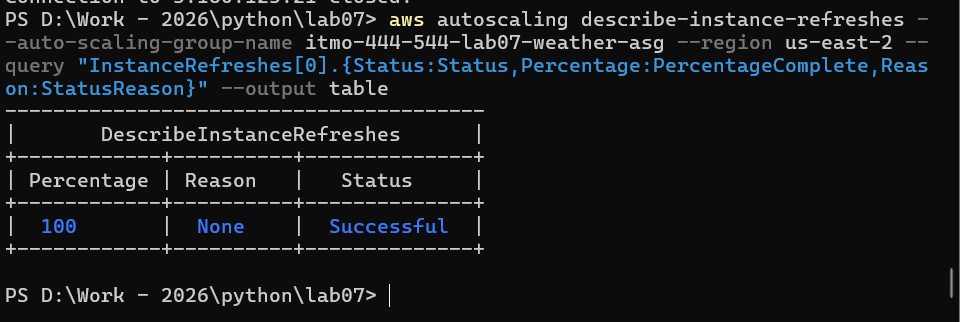 PS D:\Work - 2026\python\lab07> aws autoscaling describe-instance-refreshes -
-auto-scaling-group-name itmo-444-544-lab07-weather-asg --region us-east-2 --
query "InstanceRefreshes[0].{Status:Status,Percentage:PercentageComplete,Reas
on:StatusReason}" --output table
-----------------------------------------
|       DescribeInstanceRefreshes       |
+------------+----------+--------------+
| Percentage | Reason   |    Status    |
+------------+----------+--------------+
|  100       |  None    |  Successful  |
+------------+----------+--------------+
PS D:\Work - 2026\python\lab07>